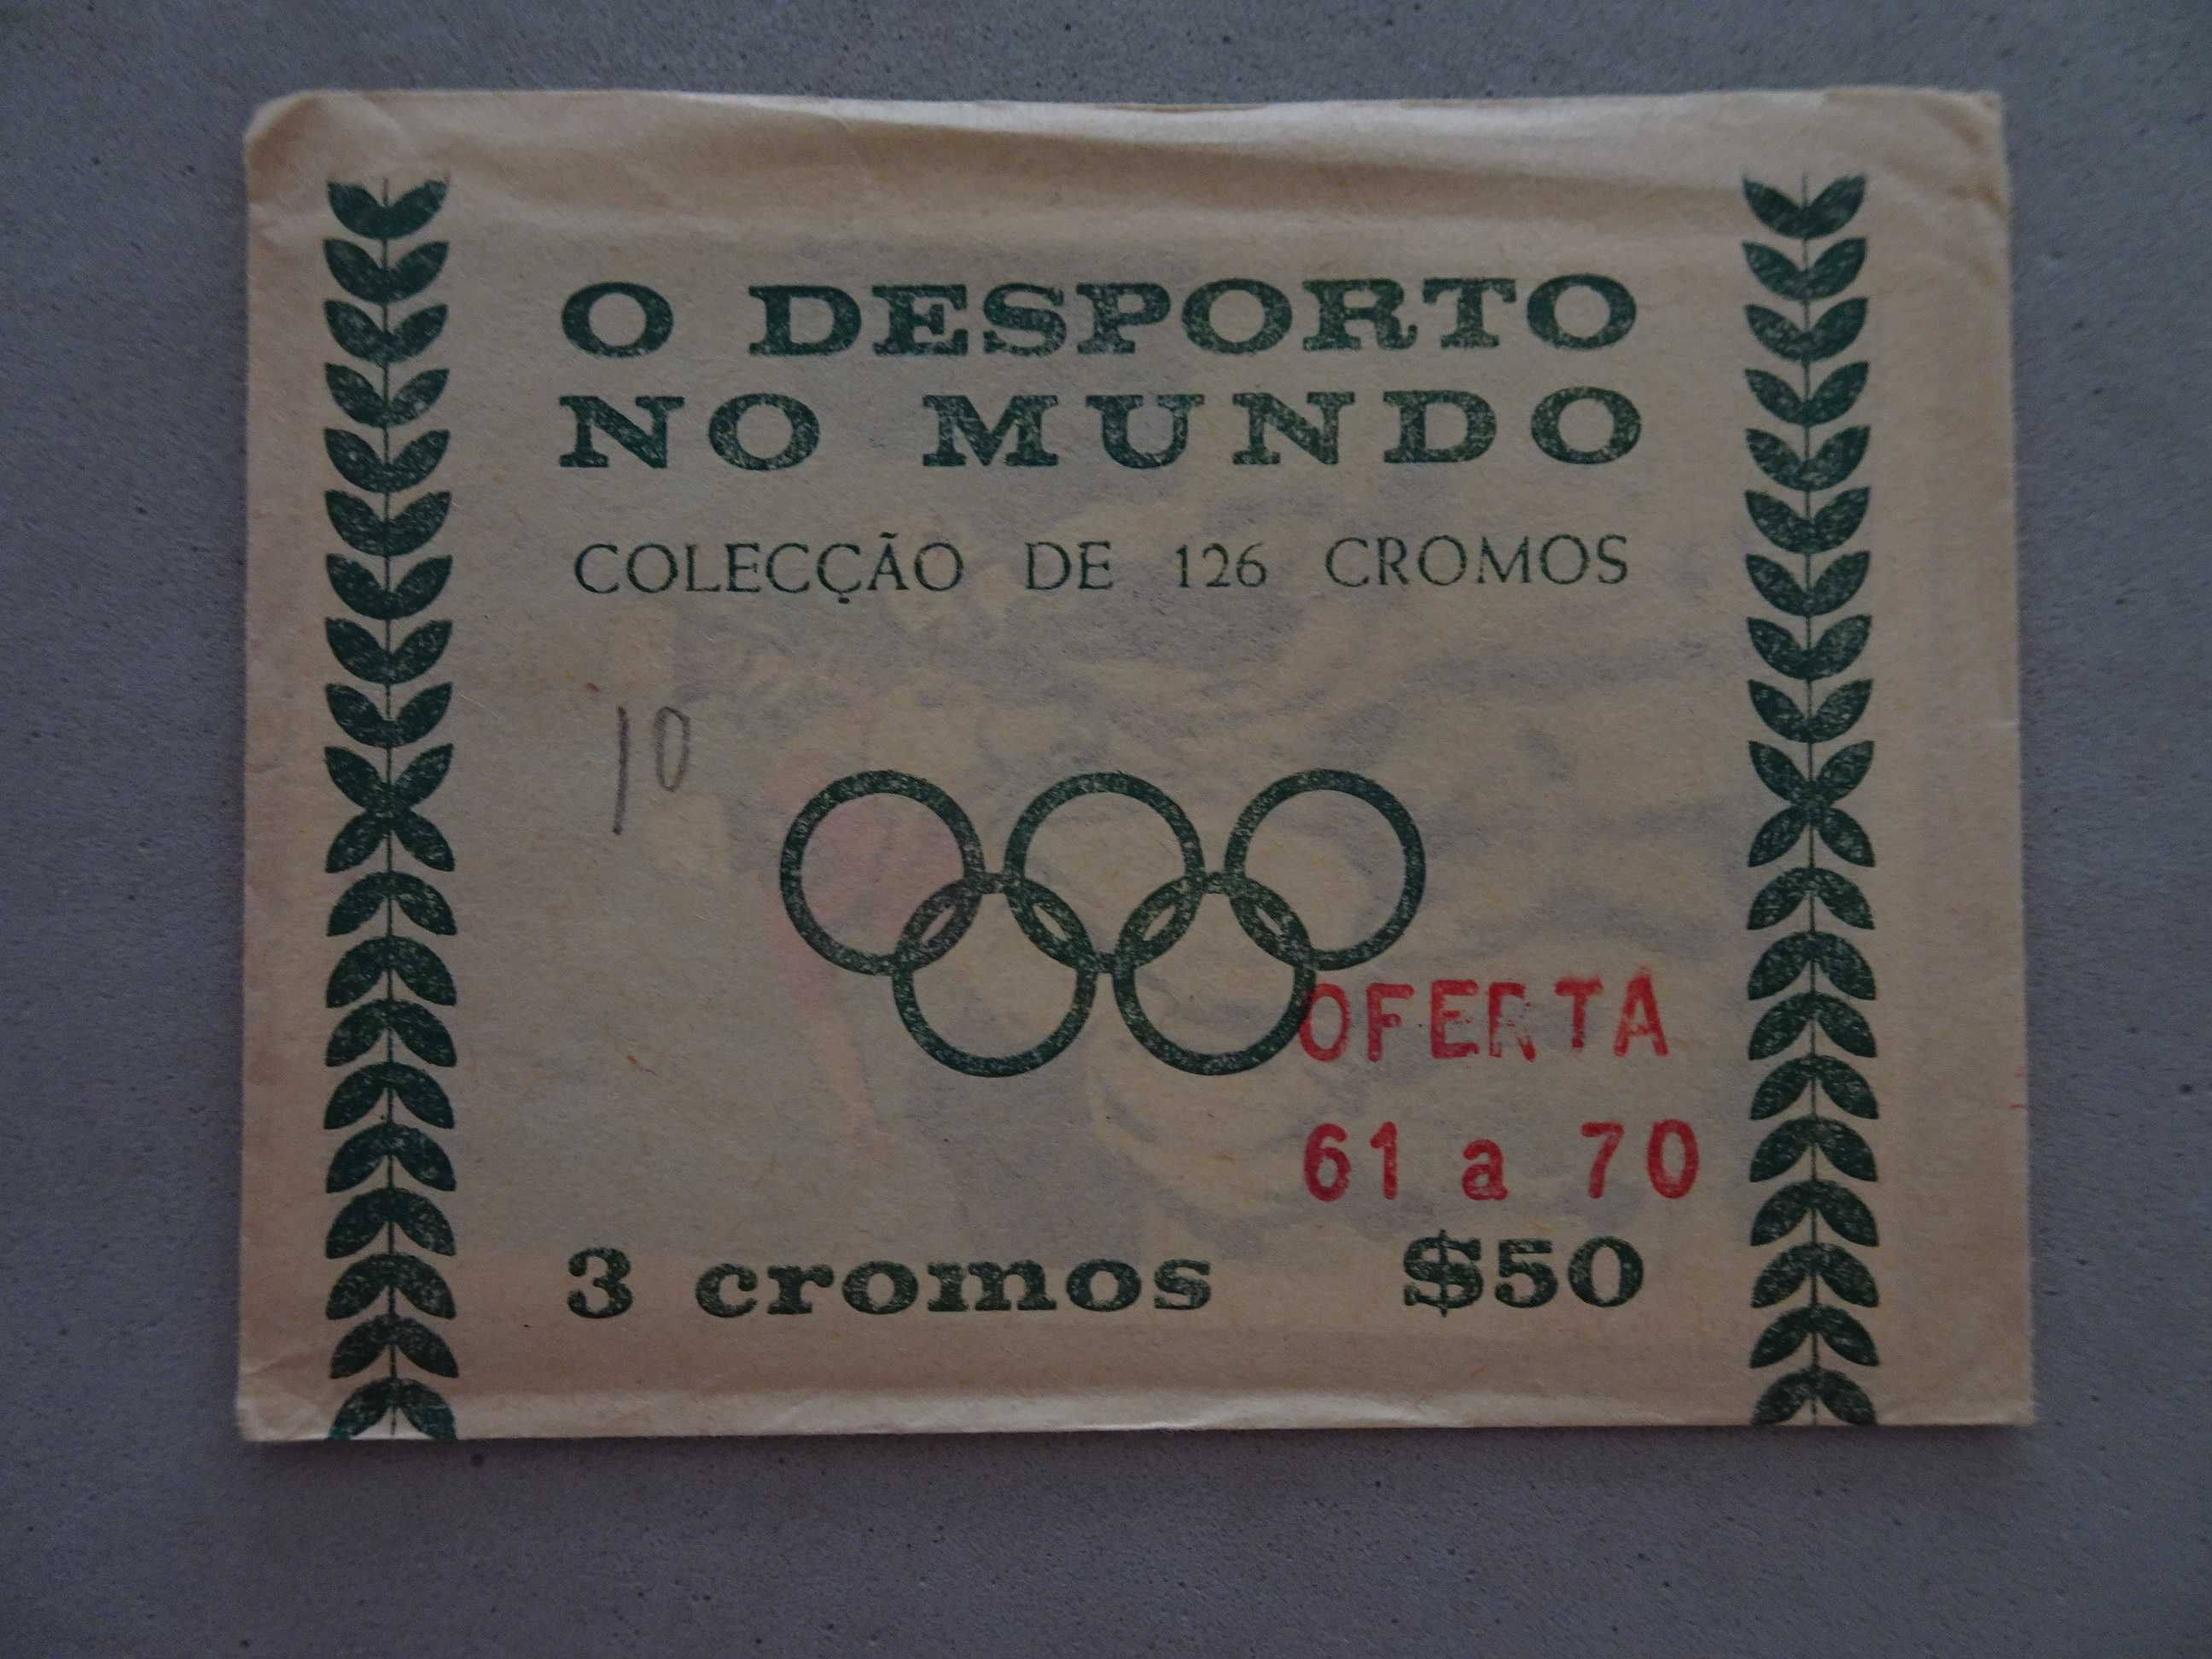 O DESPORTO
NO MUNDO
COLECÇÃO DE 126 CROMOS
10
OFERTA
61 a 70
3 cromos $50